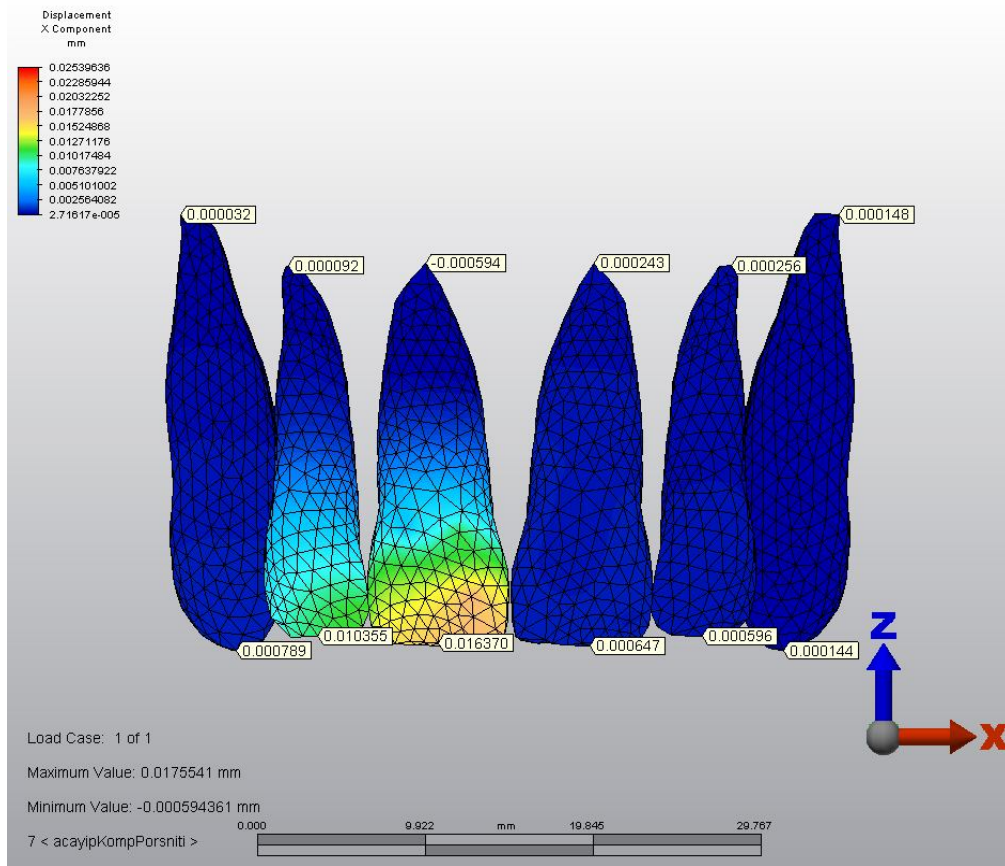 Displacement
X Component
mm
0.02539636
0.02285944
0.02032252
0.0177856
0.01524868
0.01271176
0.01017484
0.007637922
0.005101002
0.002564082
2.71617e-005
0.000032
0.000148
0.000092
-0.000594
0.000243
0.000256
0.010355
0.016370
0.000596
0.000789
0.000647
0.000144
Z
X
Load Case: 1 of 1
Maximum Value: 0.0175541 mm
Minimum Value: -0.000594361 mm
0.000 9.922 mm 19.845 29.767
7 < acayipKompPorsniti >